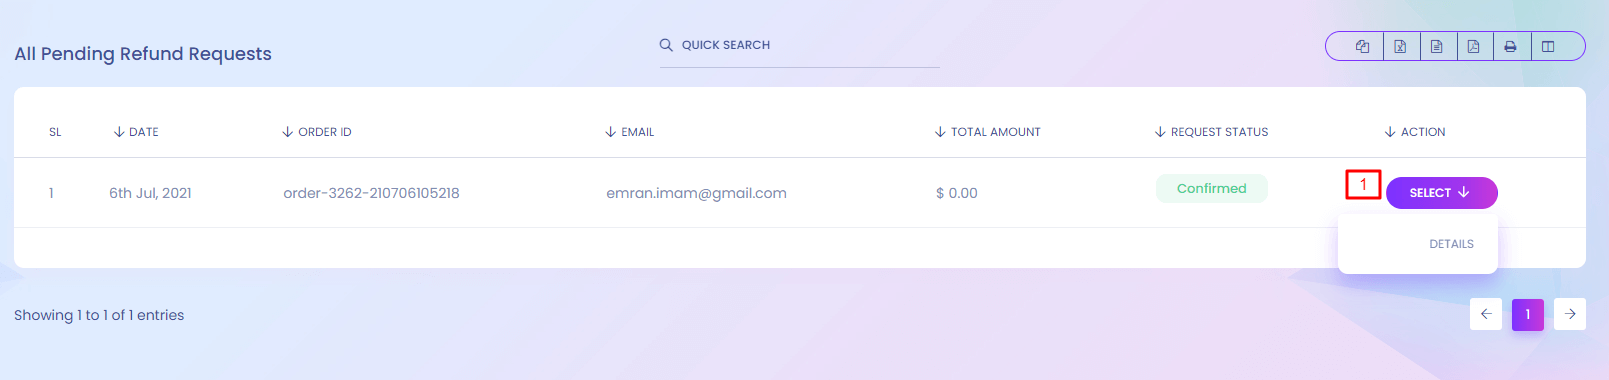 All Pending Refund Requests
QUICK SEARCH
SL DATE ORDER ID EMAIL TOTAL AMOUNT REQUEST STATUS ACTION
1 6th Jul, 2021 order-3262-210706105218 emran.imam@gmail.com $ 0.00 Confirmed 1 SELECT
DETAILS
Showing 1 to 1 of 1 entries
1